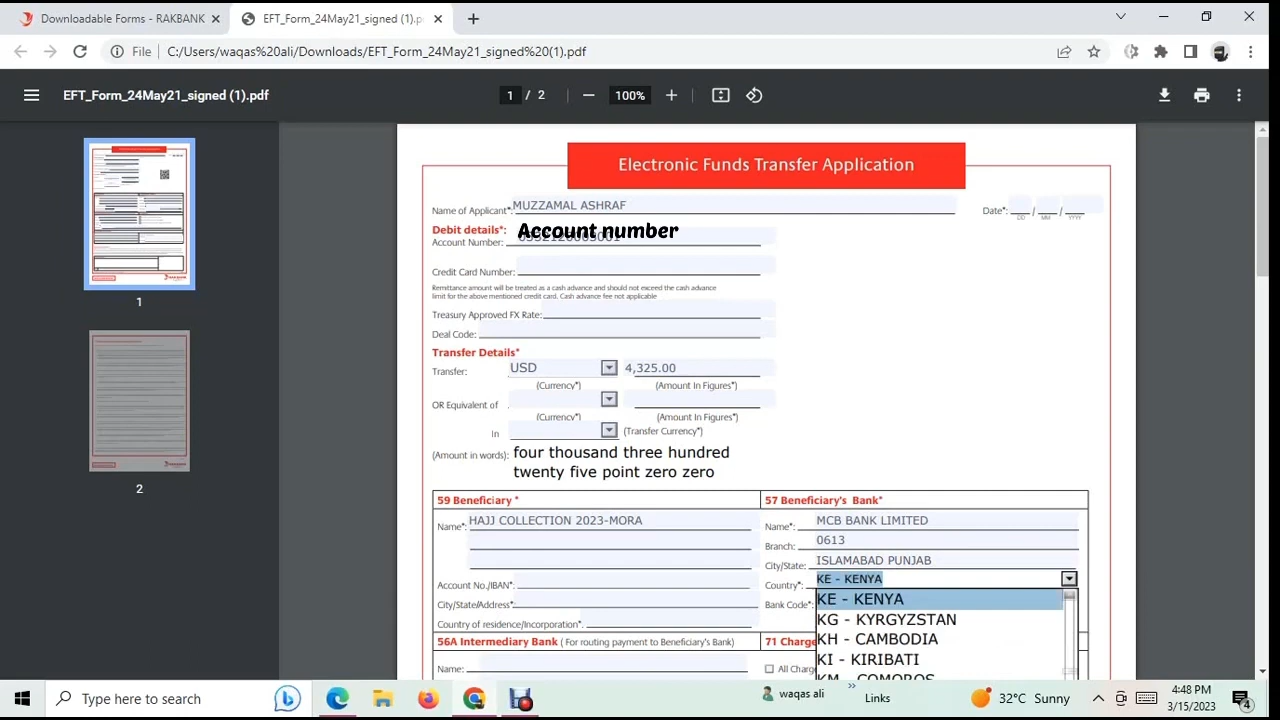 Downloadable Forms - RAKBANK
EFT_Form_24May21_signed (1).p
File C:/Users/waqas%20ali/Downloads/EFT_Form_24May21_signed%20(1).pdf
EFT_Form_24May21_signed (1).pdf
1 / 2
100%
Electronic Funds Transfer Application
Name of Applicant*: MUZZAMAL ASHRAF
Date*: / /
DD MM YYYY
Debit details*: Account number
Account Number:
Credit Card Number:
Remittance amount will be treated as a cash advance and should not exceed the cash advance
limit for the above mentioned credit card. Cash advance fee not applicable
Treasury Approved FX Rate:
Deal Code:
Transfer Details*
Transfer: USD 4,325.00
(Currency*) (Amount In Figures*)
OR Equivalent of
(Currency*) (Amount In Figures*)
In (Transfer Currency*)
(Amount in words): four thousand three hundred
twenty five point zero zero
59 Beneficiary * 57 Beneficiary's Bank*
Name*: HAJJ COLLECTION 2023-MORA Name*: MCB BANK LIMITED
Branch: 0613
City/State: ISLAMABAD PUNJAB
Account No./IBAN*: Country*: KE - KENYA
City/State/Address*: Bank Code*: KE - KENYA
KG - KYRGYZSTAN
Country of residence/Incorporation*:
KH - CAMBODIA
56A Intermediary Bank ( For routing payment to Beneficiary's Bank) 71 Charge
KI - KIRIBATI
Name: All Charg
KM - COMOROS
1
2
Type here to search
waqas ali
Links
32°C Sunny
4:48 PM
3/15/2023
4